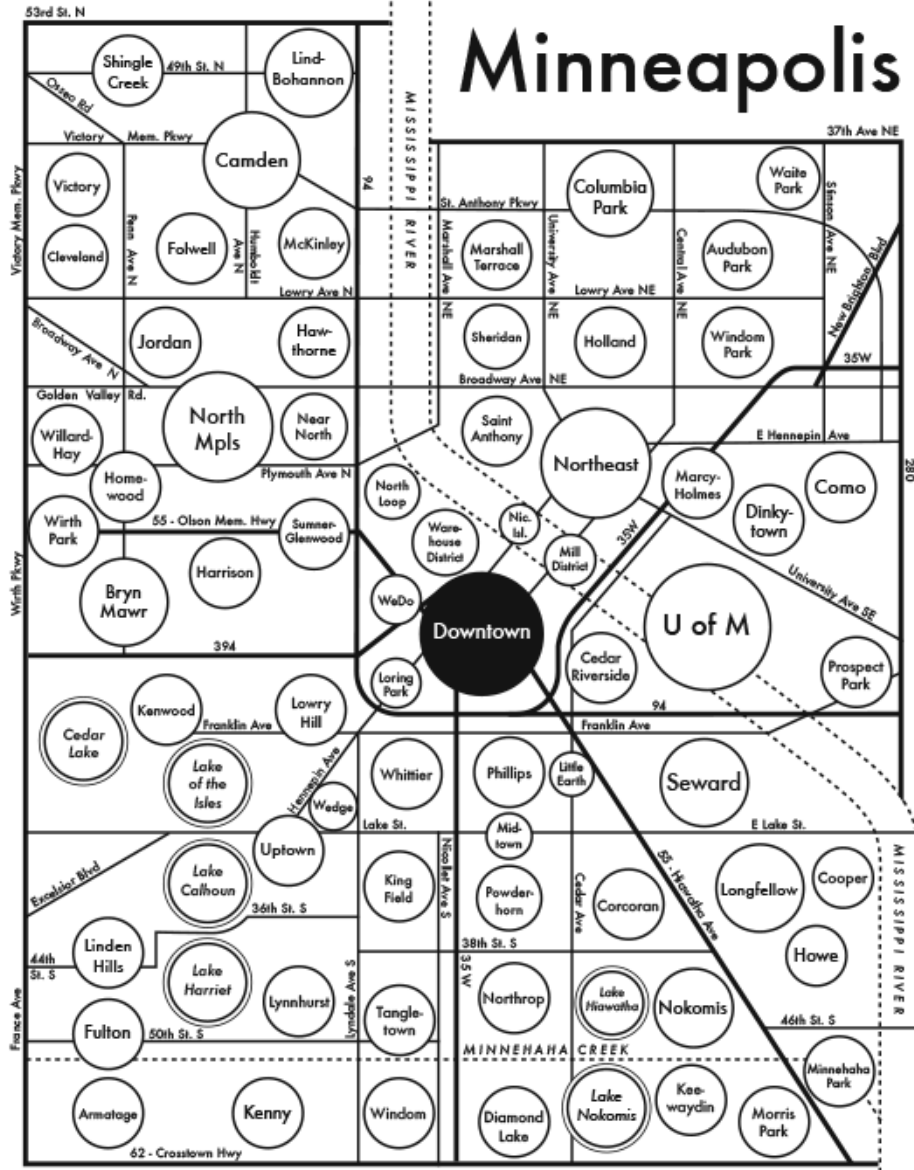 53rd St. N
Minneapolis
Shingle
Creek
49th St. N
Lind-
Bohannon
Osseo Rd
Victory Mem. Pkwy
Camden
94
MISSISSIPPI RIVER
37th Ave NE
Victory Mem. Pkwy
Victory
Cleveland
Penn Ave N
Folwell
Humboldt
Ave N
McKinley
Lowry Ave N
St. Anthony Pkwy
Columbia
Park
Waite
Park
Stinson Ave NE
Marshall Ave NE
Marshall
Terrace
University Ave NE
Central Ave NE
Audubon
Park
New Brighton Blvd
Lowry Ave NE
Broadway Ave N
Jordan
Haw-
thorne
Sheridan
Holland
Windom
Park
35W
Broadway Ave NE
Golden Valley Rd.
Willard-
Hay
North
Mpls
Near
North
Saint
Anthony
Northeast
E Hennepin Ave
280
Home-
wood
Plymouth Ave N
North
Loop
Marcy-
Holmes
Como
Dinky-
town
Wirth
Park
55 - Olson Mem. Hwy
Sumner-
Glenwood
Ware-
house
District
Nic.
Isl.
Mill
District
35W
Wirth Pkwy
Bryn
Mawr
Harrison
WeDo
Downtown
U of M
University Ave SE
394
Loring
Park
Cedar
Riverside
Prospect
Park
94
Cedar
Lake
Kenwood
Franklin Ave
Lowry
Hill
Franklin Ave
Lake
of the
Isles
Hennepin Ave
Wedge
Whittier
Phillips
Little
Earth
Seward
Lake St.
E Lake St.
Uptown
Mid-
town
Excelsior Blvd
Lake
Calhoun
King
Field
Nicollet Ave S
Powder-
horn
Cedar Ave
Corcoran
55 - Hiawatha Ave
Longfellow
Cooper
MISSISSIPPI RIVER
36th St. S
Linden
Hills
44th
St. S
38th St. S
35W
Howe
Lake
Harriet
Lynnhurst
Lyndale Ave S
Tangle-
town
Northrop
Lake
Hiawatha
Nokomis
France Ave
Fulton
50th St. S
46th St. S
MINNEHAHA CREEK
Minnehaha
Park
Armatage
Kenny
Windom
Diamond
Lake
Lake
Nokomis
Kee-
waydin
Morris
Park
62 - Crosstown Hwy